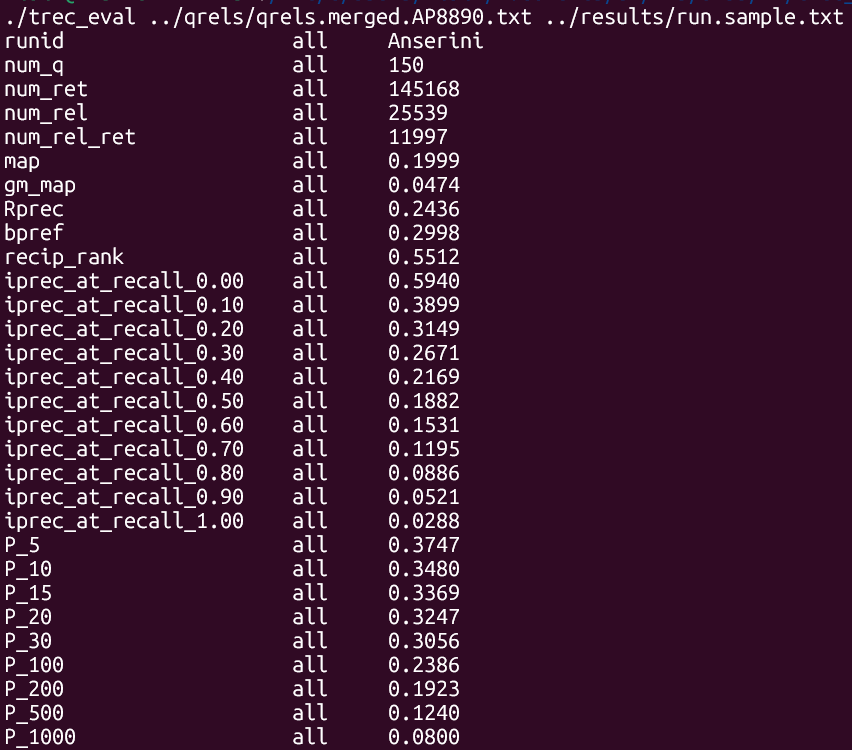 ./trec_eval ../qrels/qrels.merged.AP8890.txt ../results/run.sample.txt
runid all Anserini
num_q all 150
num_ret all 145168
num_rel all 25539
num_rel_ret all 11997
map all 0.1999
gm_map all 0.0474
Rprec all 0.2436
bpref all 0.2998
recip_rank all 0.5512
iprec_at_recall_0.00 all 0.5940
iprec_at_recall_0.10 all 0.3899
iprec_at_recall_0.20 all 0.3149
iprec_at_recall_0.30 all 0.2671
iprec_at_recall_0.40 all 0.2169
iprec_at_recall_0.50 all 0.1882
iprec_at_recall_0.60 all 0.1531
iprec_at_recall_0.70 all 0.1195
iprec_at_recall_0.80 all 0.0886
iprec_at_recall_0.90 all 0.0521
iprec_at_recall_1.00 all 0.0288
P_5 all 0.3747
P_10 all 0.3480
P_15 all 0.3369
P_20 all 0.3247
P_30 all 0.3056
P_100 all 0.2386
P_200 all 0.1923
P_500 all 0.1240
P_1000 all 0.0800